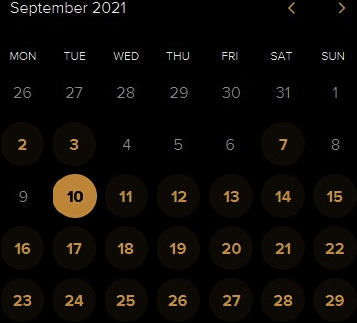 September 2021 < >
MON TUE WED THU FRI SAT SUN
26 27 28 29 30 31 1
2 3 4 5 6 7 8
9 10 11 12 13 14 15
16 17 18 19 20 21 22
23 24 25 26 27 28 29